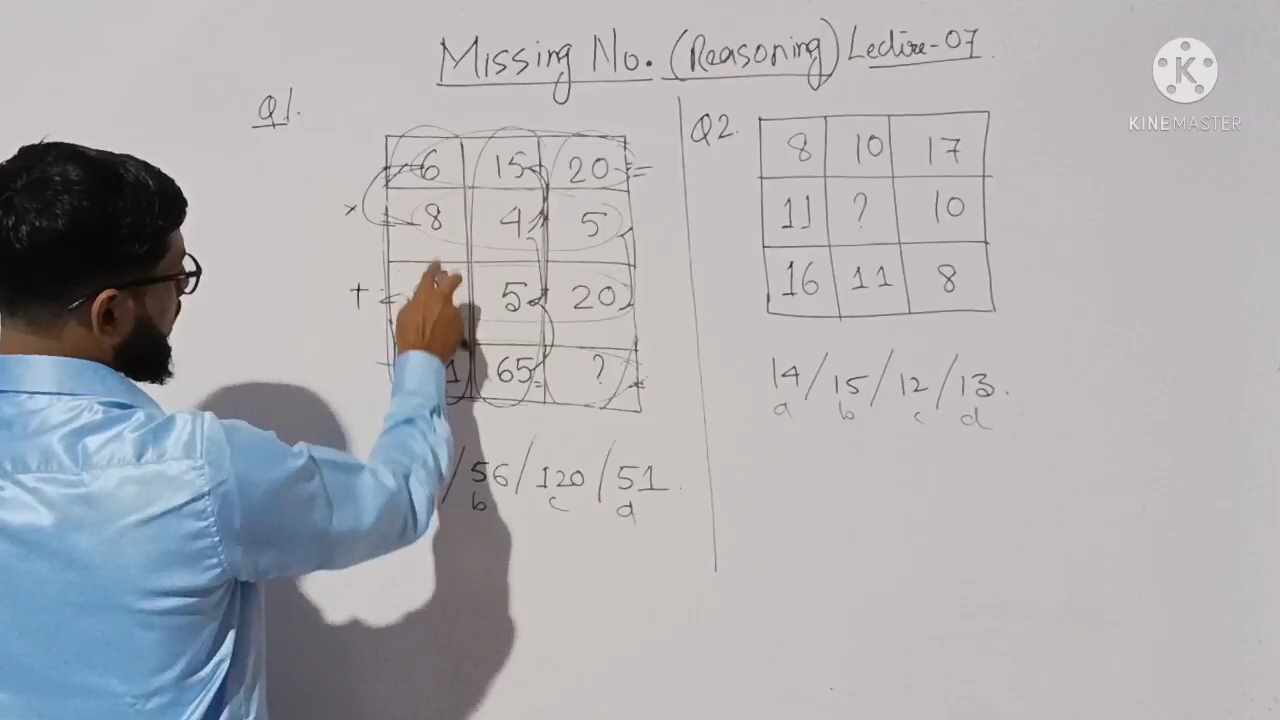 Missing No. (Reasoning) Lecture-07
KINEMASTER
Q1.
6 15 20 =
× 8 4 5
+ 5 20
1 65 = ?
/ 56 / 120 / 51
b c d
Q2.
8 10 17
11 ? 10
16 11 8
14 / 15 / 12 / 13.
a b c d